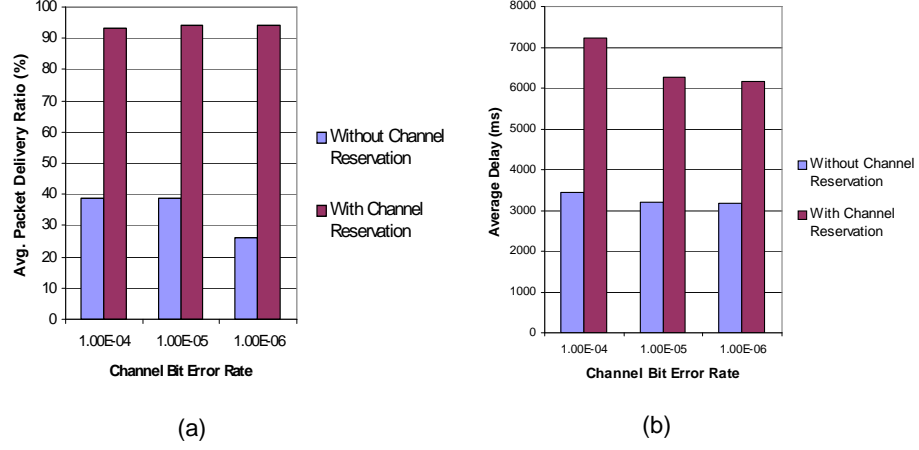 100
90
80
70
60
50
40
30
20
10
0
Avg. Packet Delivery Ratio (%)
1.00E-04 1.00E-05 1.00E-06
Channel Bit Error Rate
Without Channel
Reservation
With Channel
Reservation
(a)
8000
7000
6000
5000
4000
3000
2000
1000
0
Average Delay (ms)
1.00E-04 1.00E-05 1.00E-06
Channel Bit Error Rate
Without Channel
Reservation
With Channel
Reservation
(b)